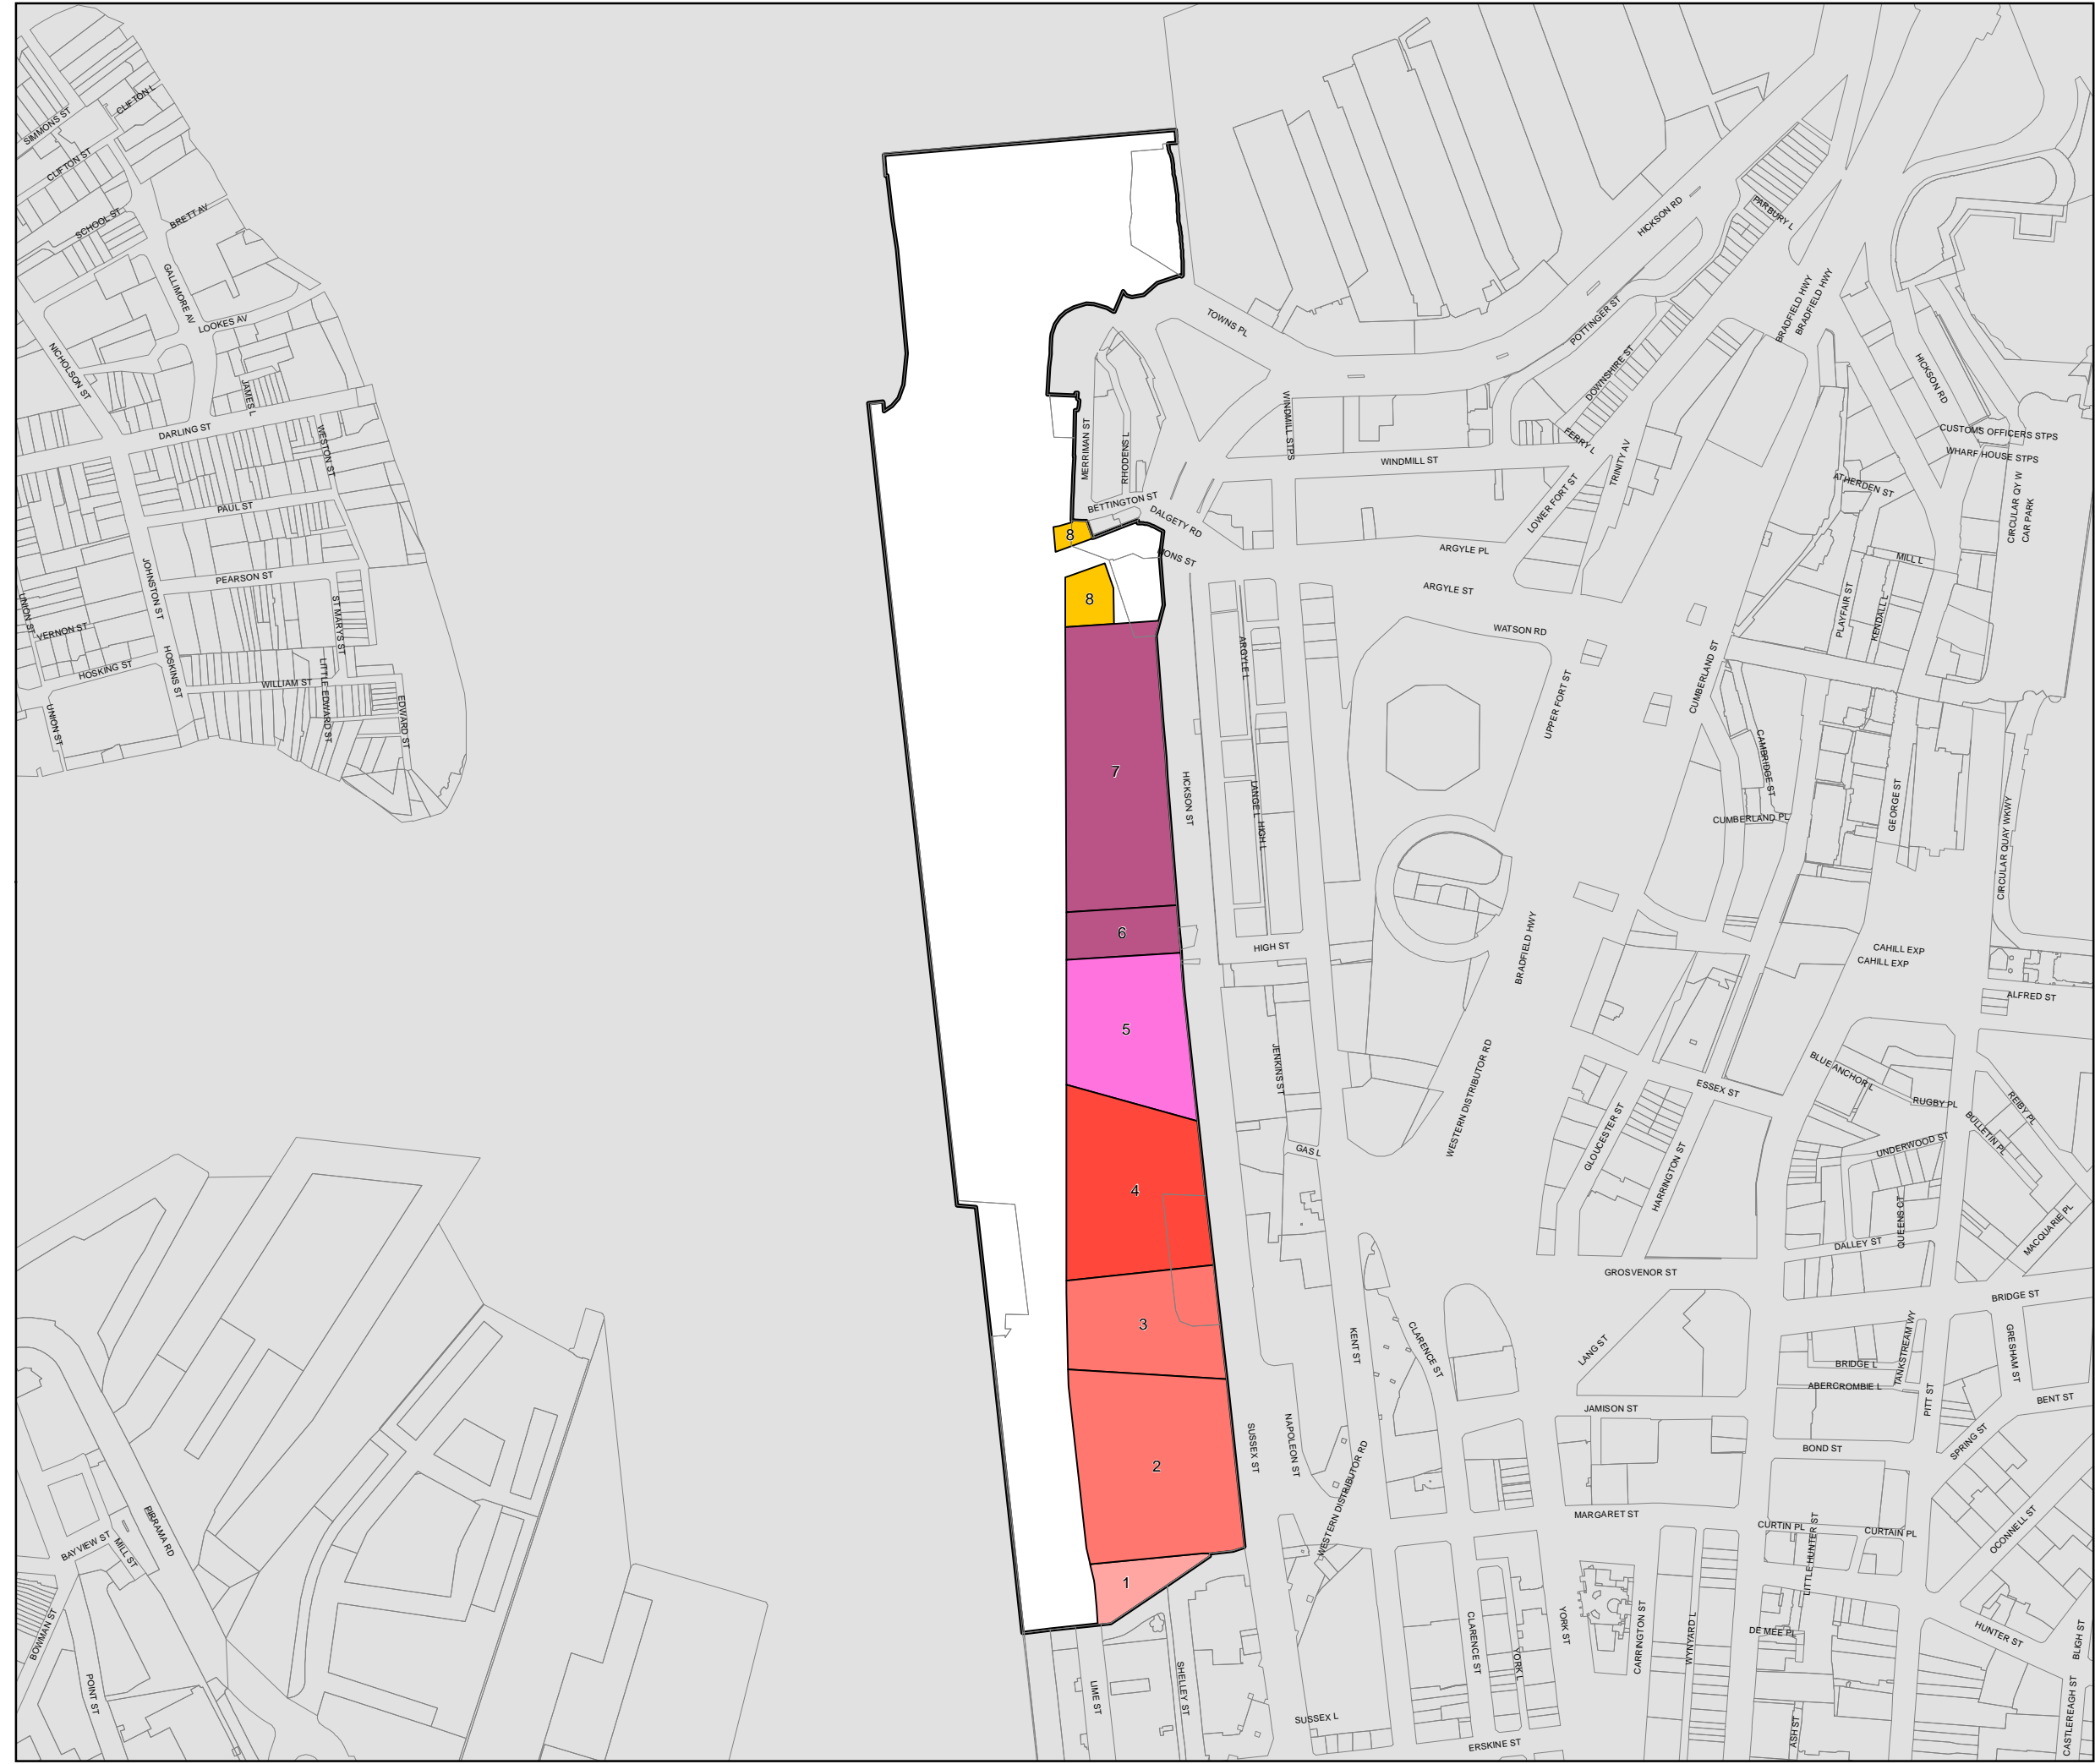 SIMMONS ST
CLIFTON L
CLIFTON ST
SCHOOL ST
BRETT AV
GALLIMORE AV
LOOKES AV
NICHOLSON ST
JAMES L
DARLING ST
WESTON ST
PAUL ST
JOHNSTON ST
PEARSON ST
UNION ST
VERNON ST
ST MARYS ST
HOSKING ST
HOSKINS ST
WILLIAM ST
LITTLE EDWARD ST
EDWARD ST
UNION ST
TOWNS PL
HICKSON RD
PARBURY L
POTTINGER ST
DOWNSHIRE ST
BRADFIELD HWY
BRADFIELD HWY
HICKSON RD
WINDMILL STPS
MERRIMAN ST
RHODENS L
FERRY L
WINDMILL ST
TRINITY AV
CUSTOMS OFFICERS STPS
WHARF HOUSE STPS
ATHERDEN ST
CIRCULAR QY W
CAR PARK
BETTINGTON ST
DALGETY RD
LOWER FORT ST
8
ARGYLE PL
MILL L
ONS ST
ARGYLE ST
8
WATSON RD
PLAYFAIR ST
KENDALL L
ARGYLE L
UPPER FORT ST
CUMBERLAND ST
7
HICKSON ST
LANGE L
HIGH L
CAMBRIDGE ST
CUMBERLAND PL
GEORGE ST
CIRCULAR QUAY WKWY
6
HIGH ST
BRADFIELD HWY
CAHILL EXP
CAHILL EXP
ALFRED ST
5
JENKINS ST
WESTERN DISTRIBUTOR RD
BLUE ANCHOR L
ESSEX ST
RUGBY PL
REIBY PL
BULLETIN PL
GLOUCESTER ST
UNDERWOOD ST
GAS L
HARRINGTON ST
4
QUEENS CT
MACQUARIE PL
DALLEY ST
GROSVENOR ST
BRIDGE ST
3
KENT ST
CLARENCE ST
LANG ST
TANKSTREAM WY
GRESHAM ST
BRIDGE L
ABERCROMBIE L
PITT ST
BENT ST
JAMISON ST
2
SUSSEX ST
NAPOLEON ST
WESTERN DISTRIBUTOR RD
BOND ST
SPRING ST
MARGARET ST
CURTIN PL
LITTLE HUNTER ST
CURTAIN PL
OCONNELL ST
PIRRAMA RD
BAYVIEW ST
MILL ST
1
BOWMAN ST
POINT ST
LIME ST
SHELLEY ST
SUSSEX L
CLARENCE ST
YORK L
YORK ST
CARRINGTON ST
WYNYARD L
DE MEE PL
HUNTER ST
BLIGH ST
ASH ST
CASTLEREAGH ST
ERSKINE ST